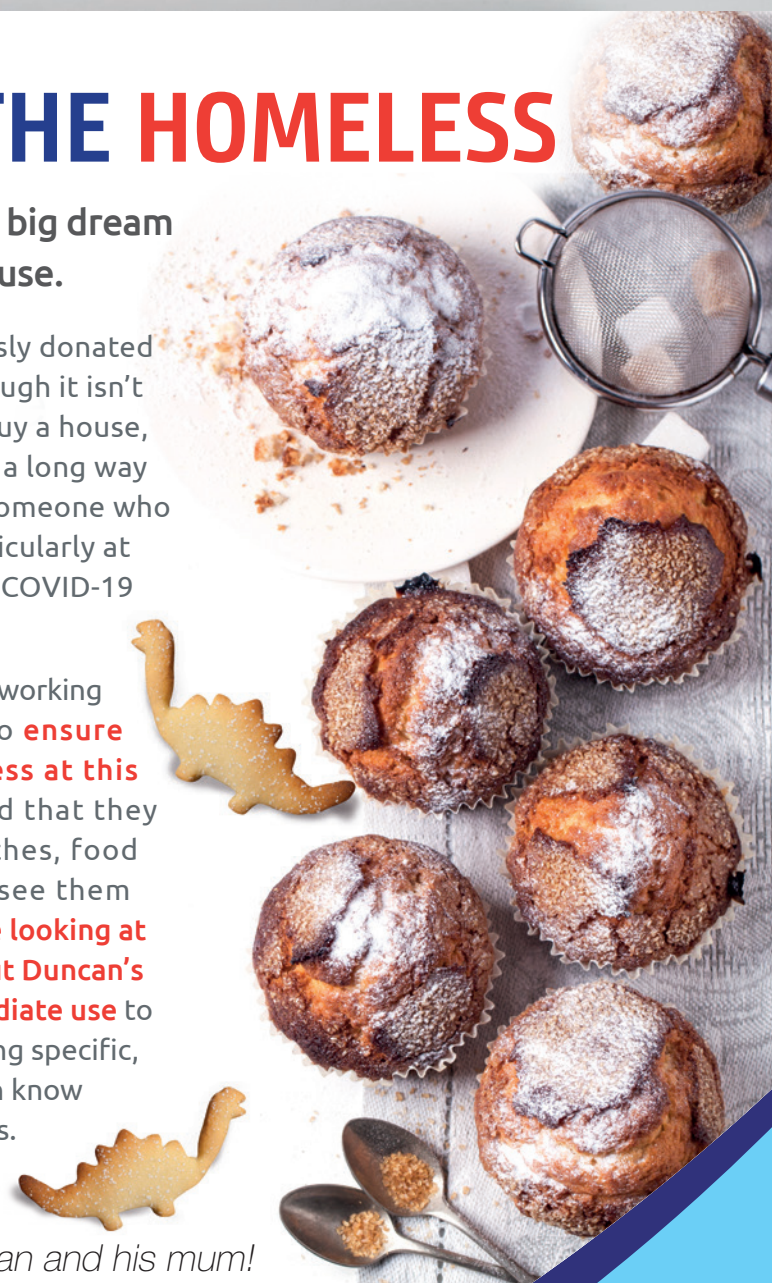 THE HOMELESS
big dream
use.
sly donated
ugh it isn't
uy a house,
a long way
omeone who
icularly at
COVID-19
working
o ensure
ess at this
d that they
hes, food
see them
e looking at
ut Duncan's
diate use to
ng specific,
n know
s.
an and his mum!